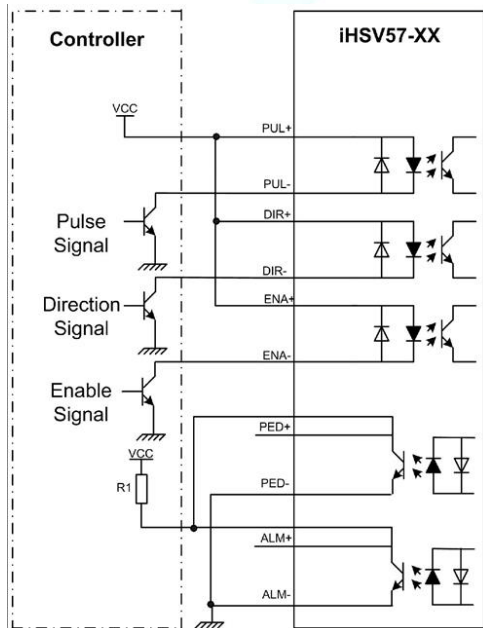 Controller
iHSV57-XX
VCC
PUL+
PUL-
Pulse
Signal
DIR+
DIR-
Direction
Signal
ENA+
ENA-
Enable
Signal
PED+
VCC
R1
PED-
ALM+
ALM-